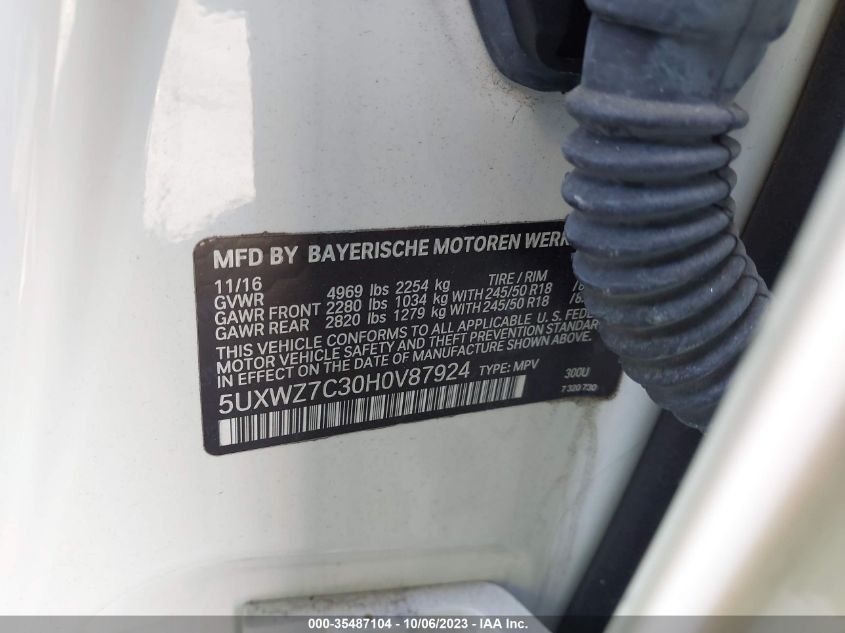 MFD BY BAYERISCHE MOTOREN WERK
11/16 TIRE / RIM
GVWR 4969 lbs 2254 kg
GAWR FRONT 2280 lbs 1034 kg WITH 245/50 R18
GAWR REAR 2820 lbs 1279 kg WITH 245/50 R18
THIS VEHICLE CONFORMS TO ALL APPLICABLE U.S. FEDE
MOTOR VEHICLE SAFETY AND THEFT PREVENTION STANDAR
IN EFFECT ON THE DATE OF MANUFACTURE SHOWN ABOVE.
5UXWZ7C30H0V87924 TYPE: MPV 300U
7 320 730
000-35487104 - 10/06/2023 - IAA Inc.